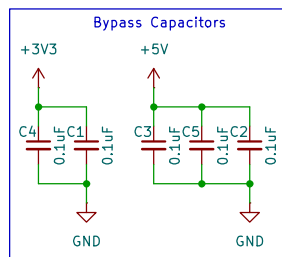 Bypass Capacitors
+3V3 +5V
C4 0.1uF C1 0.1uF C3 0.1uF C5 0.1uF C2 0.1uF
GND GND